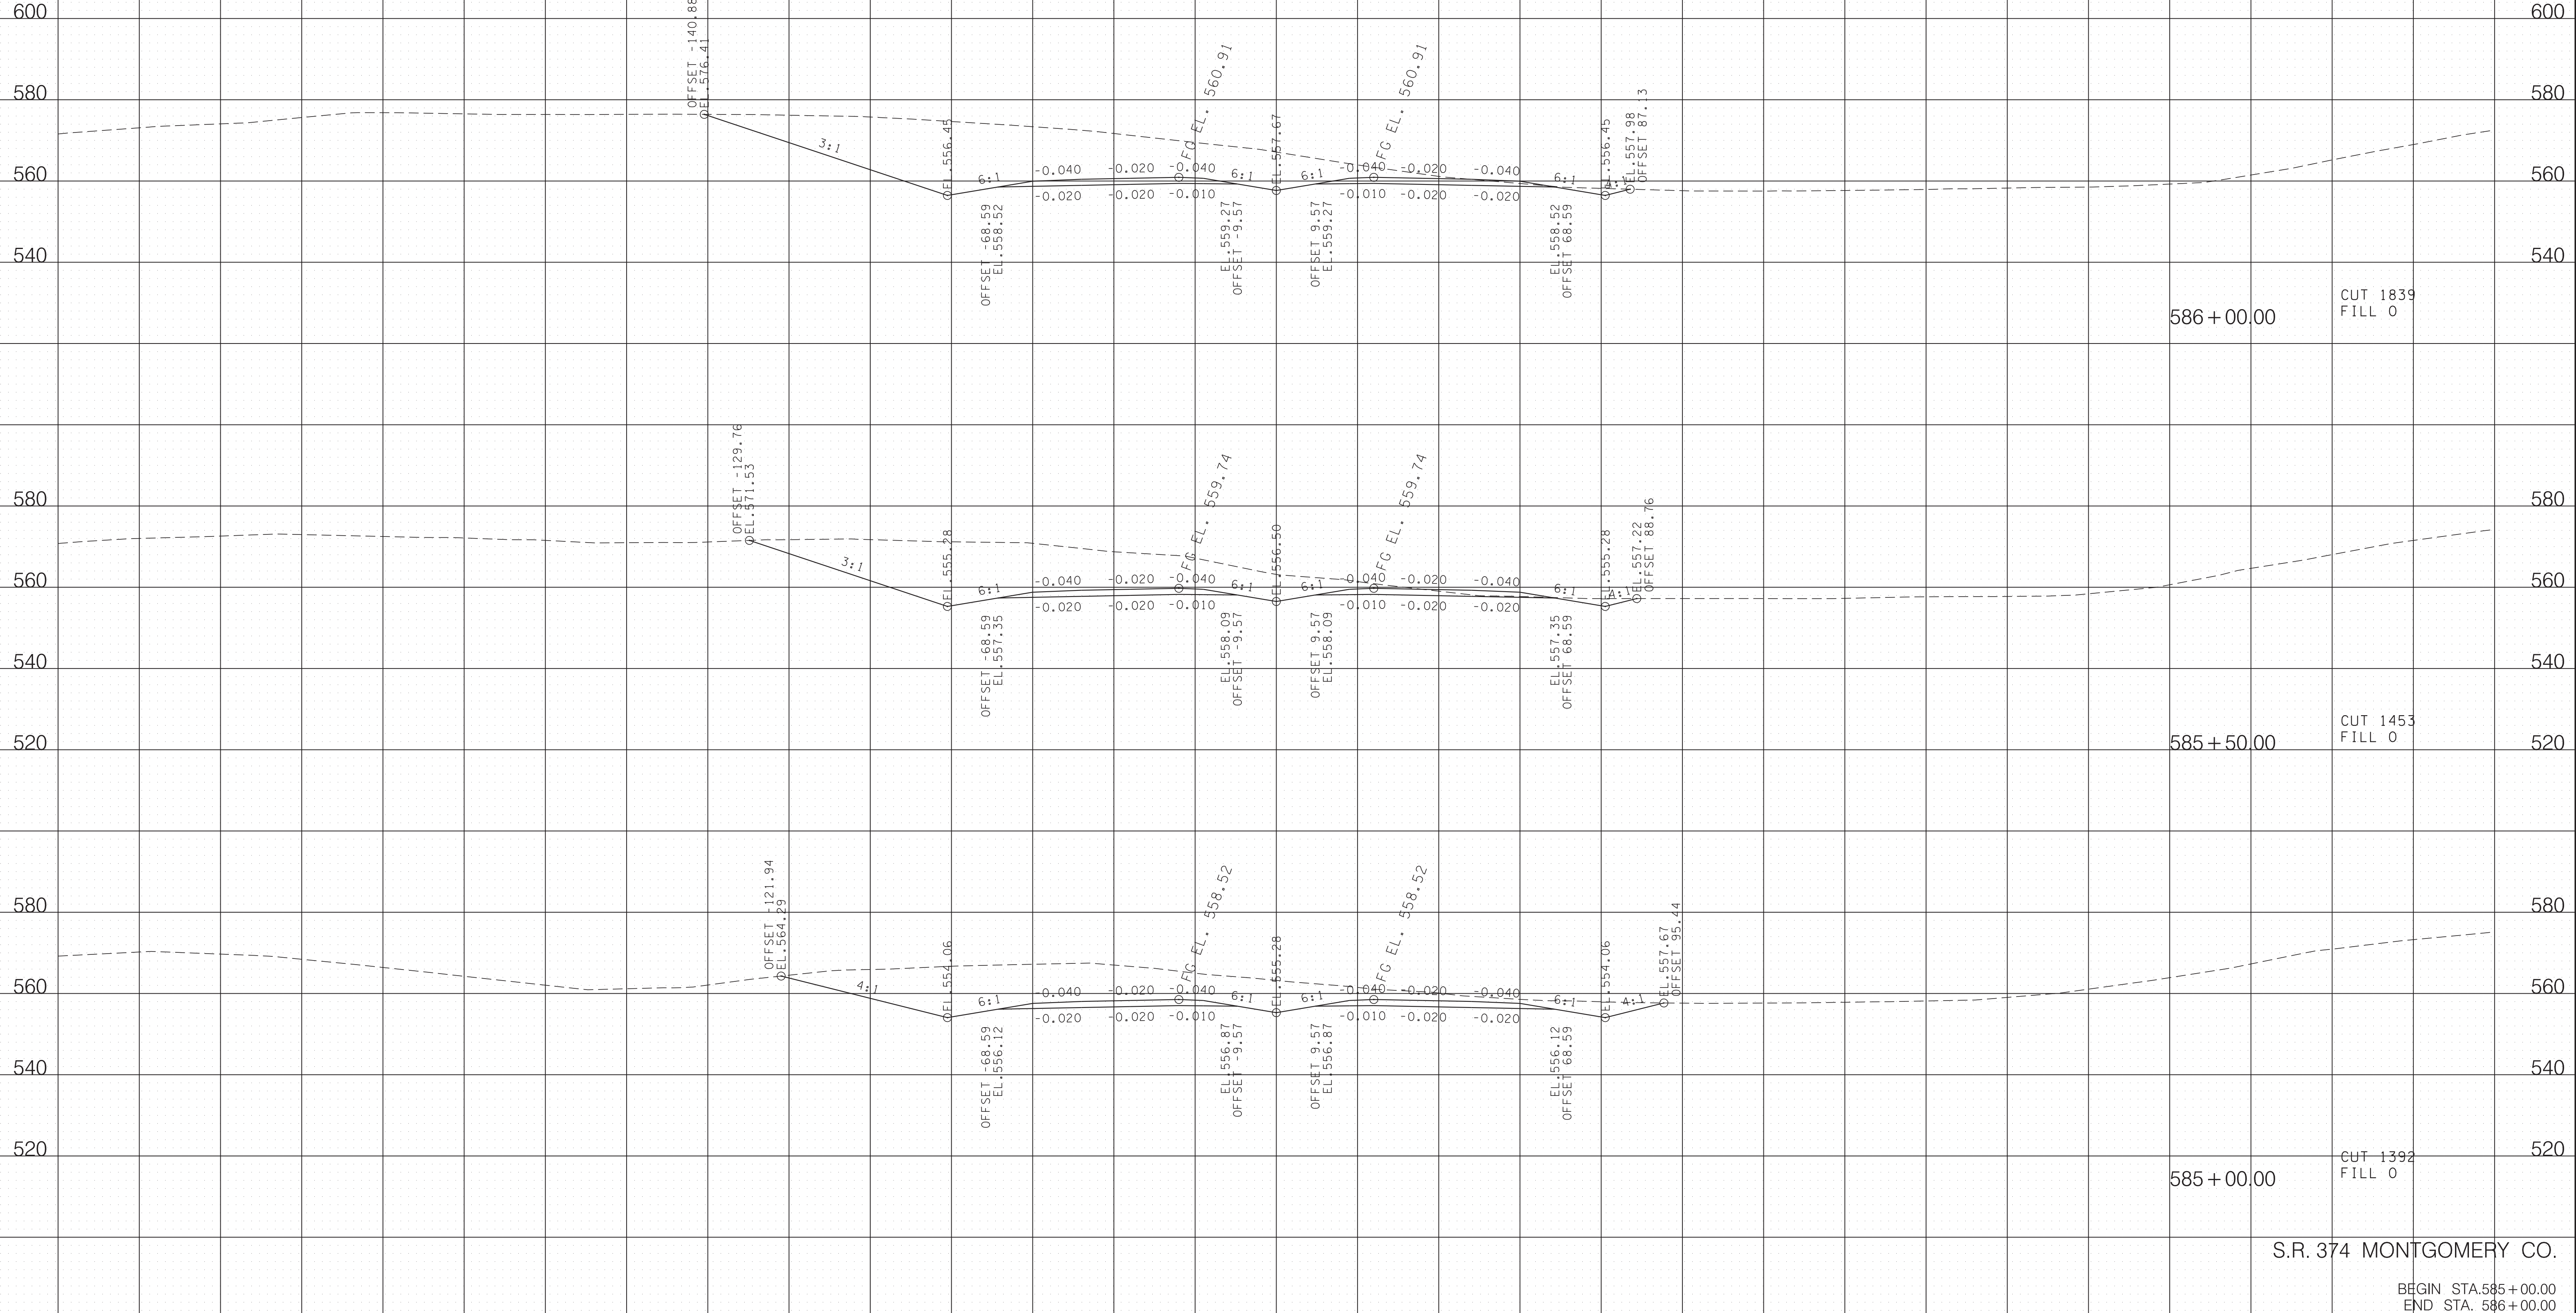 600 600
OFFSET -140.88
EL.576.41
FG EL. 560.91
FG EL. 560.91
580 580
3:1
EL.556.45
EL.557.67
EL.556.45
EL.557.98
OFFSET 87.13
6:1 -0.040 -0.020 -0.040 6:1 6:1 -0.040 -0.020 -0.040 6:1 4:1
560 560
-0.020 -0.020 -0.010 -0.010 -0.020 -0.020
OFFSET -68.59
EL.558.52
EL.559.27
OFFSET -9.57
OFFSET 9.57
EL.559.27
EL.558.52
OFFSET 68.59
540 540
CUT 1839
586+00.00 FILL 0
OFFSET -129.76
EL.571.53
FG EL. 559.74
FG EL. 559.74
580 580
3:1
EL.555.28
EL.556.50
EL.555.28
EL.557.22
OFFSET 88.76
6:1 -0.040 -0.020 -0.040 6:1 6:1 -0.040 -0.020 -0.040 6:1 4:1
560 560
-0.020 -0.020 -0.010 -0.010 -0.020 -0.020
OFFSET -68.59
EL.557.35
EL.558.09
OFFSET -9.57
OFFSET 9.57
EL.558.09
EL.557.35
OFFSET 68.59
540 540
CUT 1453
585+50.00 FILL 0
520 520
OFFSET -121.94
EL.564.29
FG EL. 558.52
FG EL. 558.52
580 580
4:1
EL.554.06
EL.555.28
EL.554.06
EL.557.67
OFFSET 95.44
6:1 -0.040 -0.020 -0.040 6:1 6:1 -0.040 -0.020 -0.040 6:1 4:1
560 560
-0.020 -0.020 -0.010 -0.010 -0.020 -0.020
OFFSET -68.59
EL.556.12
EL.556.87
OFFSET -9.57
OFFSET 9.57
EL.556.87
EL.556.12
OFFSET 68.59
540 540
520 520
CUT 1392
585+00.00 FILL 0
S.R. 374 MONTGOMERY CO.
BEGIN STA.585+00.00
END STA. 586+00.00